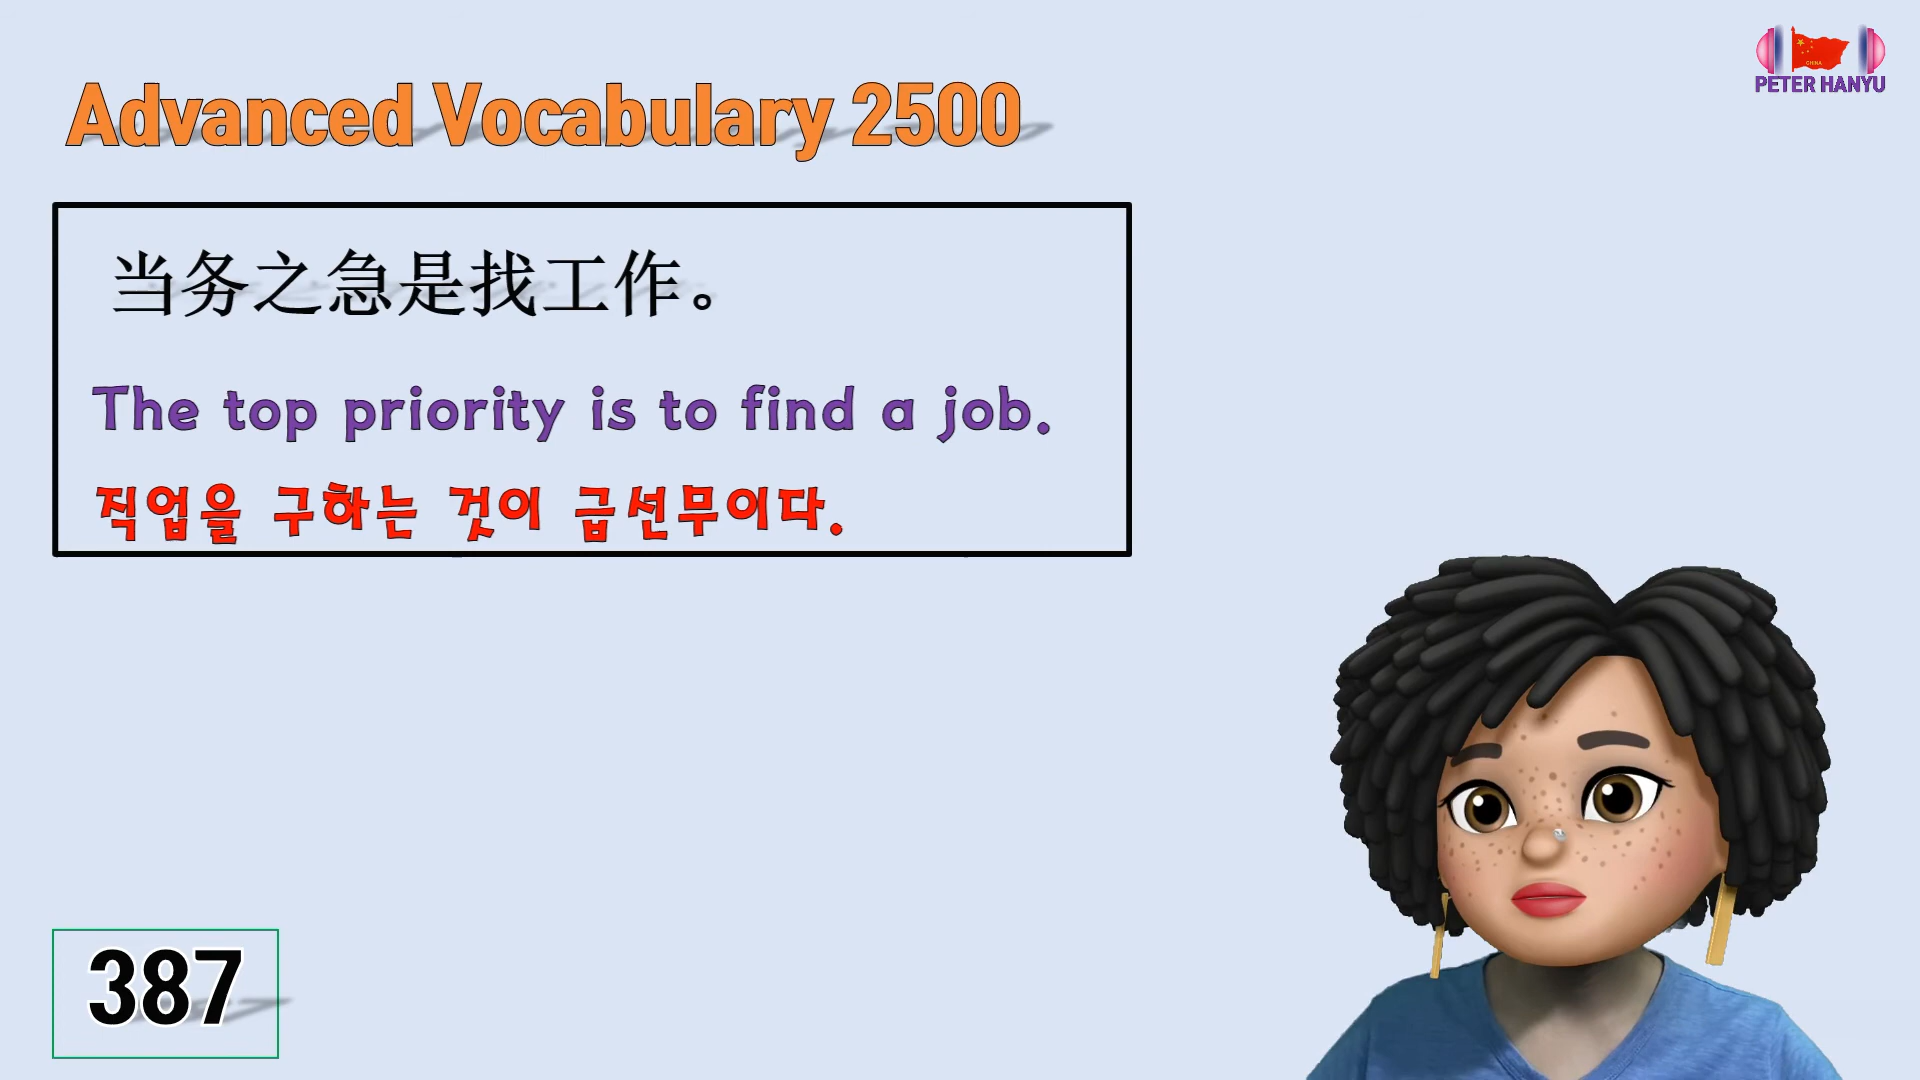 PETER HANYU
Advanced Vocabulary 2500
当务之急是找工作。
The top priority is to find a job.
직업을 구하는 것이 급선무이다.
387